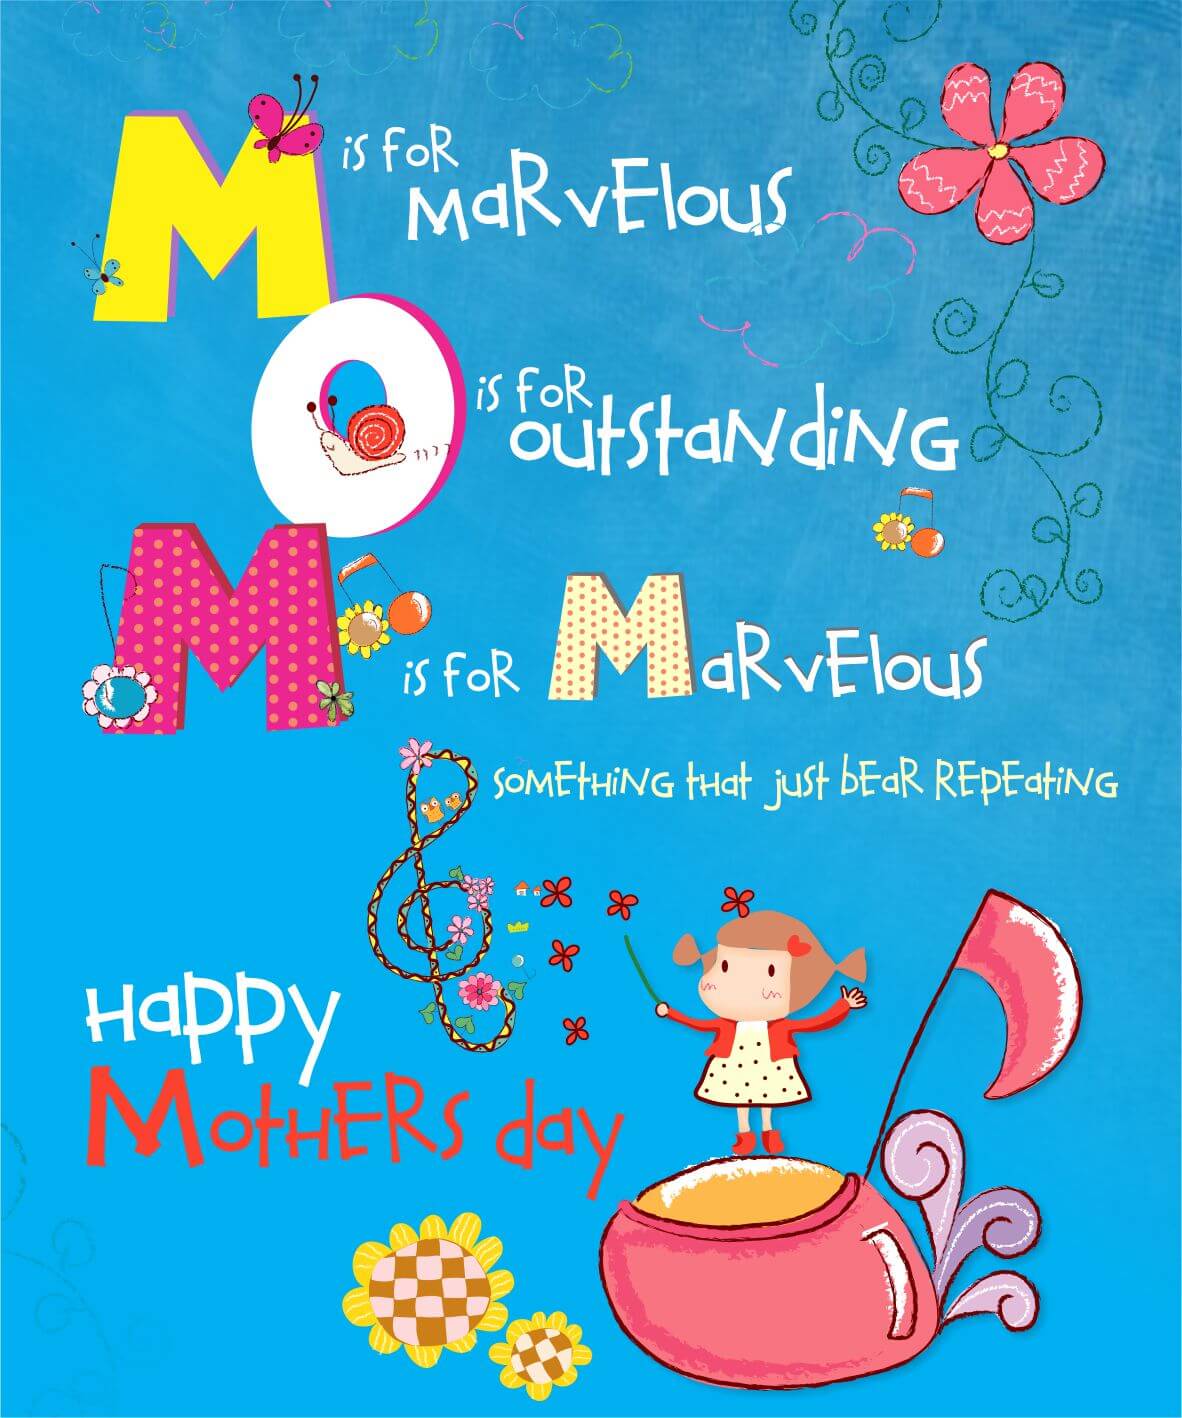 M is for
Marvelous
O is for
outstanding
M is for Marvelous
something that just bear repeating
Happy
Mothers day